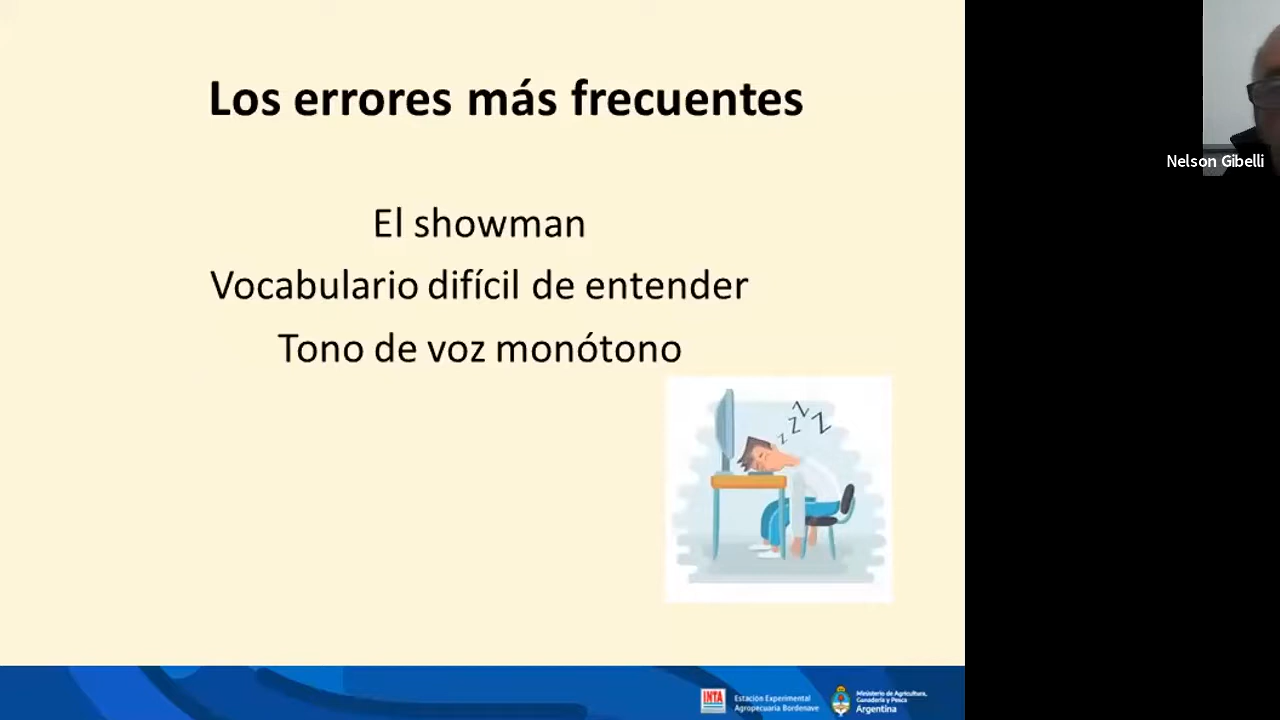 Los errores más frecuentes
El showman
Vocabulario difícil de entender
Tono de voz monótono
z z z z
Nelson Gibelli
INTA
Estación Experimental
Agropecuaria Bordenave
Ministerio de Agricultura,
Ganadería y Pesca
Argentina